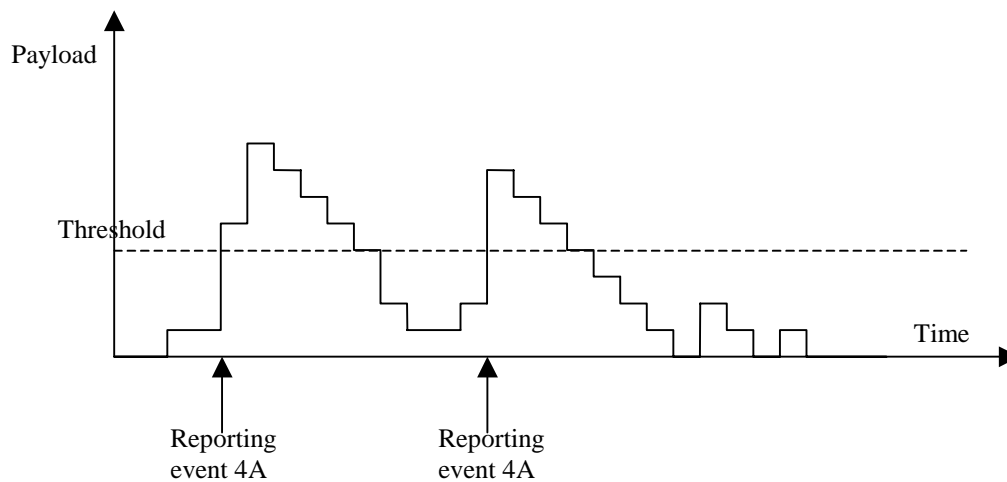 Payload
Threshold
Time
Reporting
event 4A
Reporting
event 4A